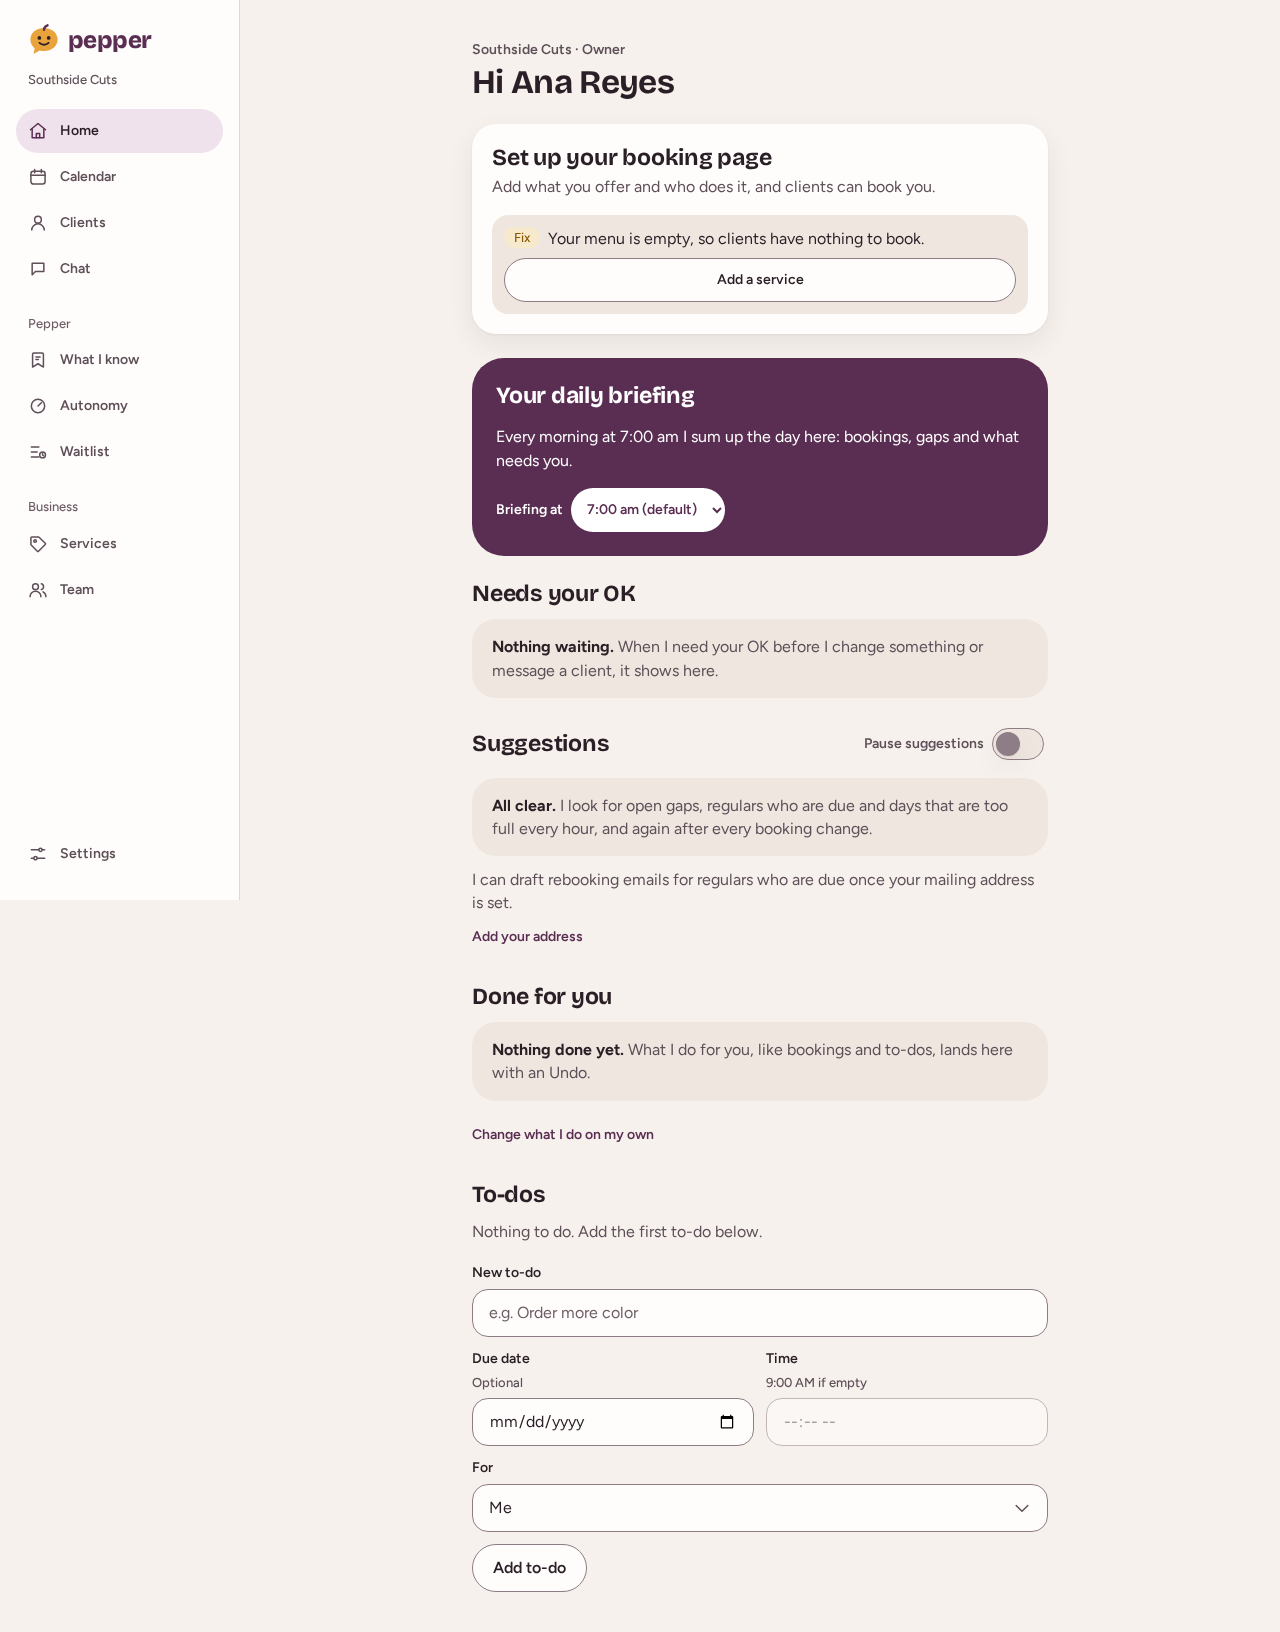 pepper
Southside Cuts
Home
Calendar
Clients
Chat
Pepper
What I know
Autonomy
Waitlist
Business
Services
Team
Settings
Southside Cuts · Owner
Hi Ana Reyes
Set up your booking page
Add what you offer and who does it, and clients can book you.
Fix Your menu is empty, so clients have nothing to book.
Add a service
Your daily briefing
Every morning at 7:00 am I sum up the day here: bookings, gaps and what
needs you.
Briefing at 7:00 am (default)
Needs your OK
Nothing waiting. When I need your OK before I change something or
message a client, it shows here.
Suggestions
Pause suggestions
All clear. I look for open gaps, regulars who are due and days that are too
full every hour, and again after every booking change.
I can draft rebooking emails for regulars who are due once your mailing address
is set.
Add your address
Done for you
Nothing done yet. What I do for you, like bookings and to-dos, lands here
with an Undo.
Change what I do on my own
To-dos
Nothing to do. Add the first to-do below.
New to-do
e.g. Order more color
Due date
Optional
mm/dd/yyyy
Time
9:00 AM if empty
--:-- --
For
Me
Add to-do